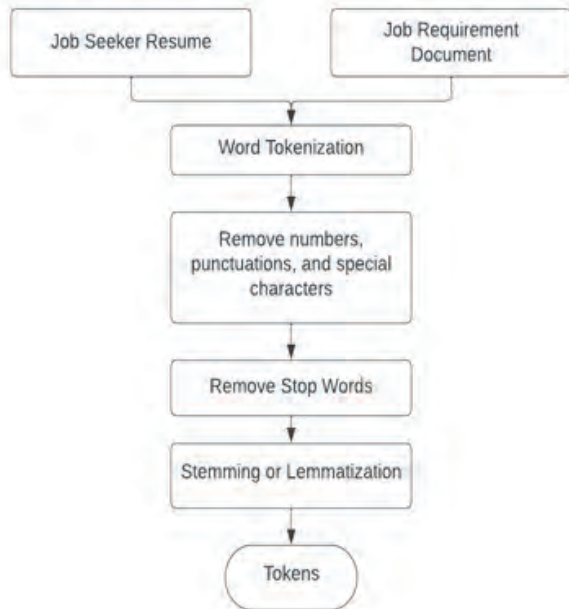 Job Seeker Resume
Job Requirement
Document
Word Tokenization
Remove numbers,
punctuations, and special
characters
Remove Stop Words
Stemming or Lemmatization
Tokens